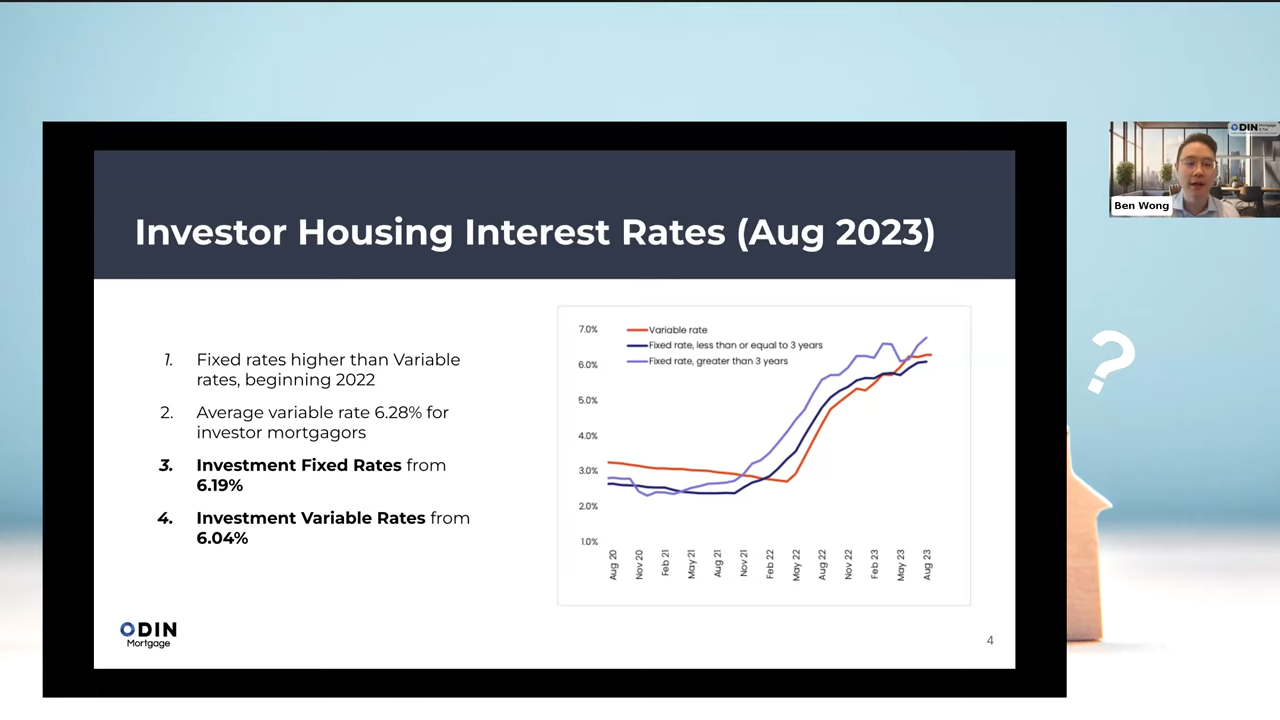 Investor Housing Interest Rates (Aug 2023)
1. Fixed rates higher than Variable
rates, beginning 2022
2. Average variable rate 6.28% for
investor mortgagors
3. Investment Fixed Rates from
6.19%
4. Investment Variable Rates from
6.04%
Variable rate
Fixed rate, less than or equal to 3 years
Fixed rate, greater than 3 years
7.0%
6.0%
5.0%
4.0%
3.0%
2.0%
1.0%
Aug 20
Nov 20
Feb 21
May 21
Aug 21
Nov 21
Feb 22
May 22
Aug 22
Nov 22
Feb 23
May 23
Aug 23
ODIN
Mortgage
4
?
ODIN
Ben Wong